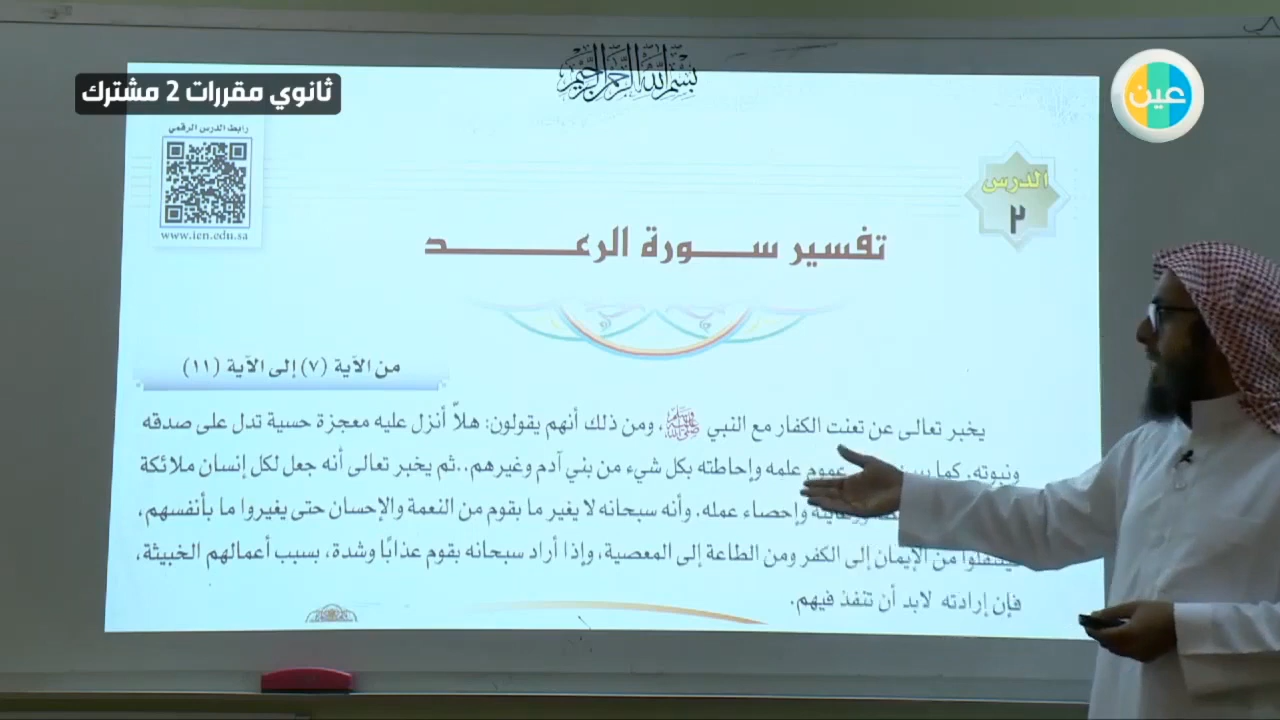 بسم الله الرحمن الرحيم
ثانوي مقررات 2 مشترك
عين
رابط الدرس الرقمي
www.ien.edu.sa
الدرس
٢
تفسير سورة الرعد
من الآية (٧) إلى الآية (١١)
يخبر تعالى عن تعنت الكفار مع النبي ﷺ، ومن ذلك أنهم يقولون: هلاّ أنزل عليه معجزة حسية تدل على صدقه
ونبوته. كما عموم علمه وإحاطته بكل شيء من بني آدم وغيرهم..ثم يخبر تعالى أنه جعل لكل إنسان ملائكة
وإحصاء عمله. وأنه سبحانه لا يغير ما بقوم من النعمة والإحسان حتى يغيروا ما بأنفسهم،
فينتقلوا من الإيمان إلى الكفر ومن الطاعة إلى المعصية، وإذا أراد سبحانه بقوم عذابًا وشدة، بسبب أعمالهم الخبيثة،
فإن إرادته لابد أن تنفذ فيهم.